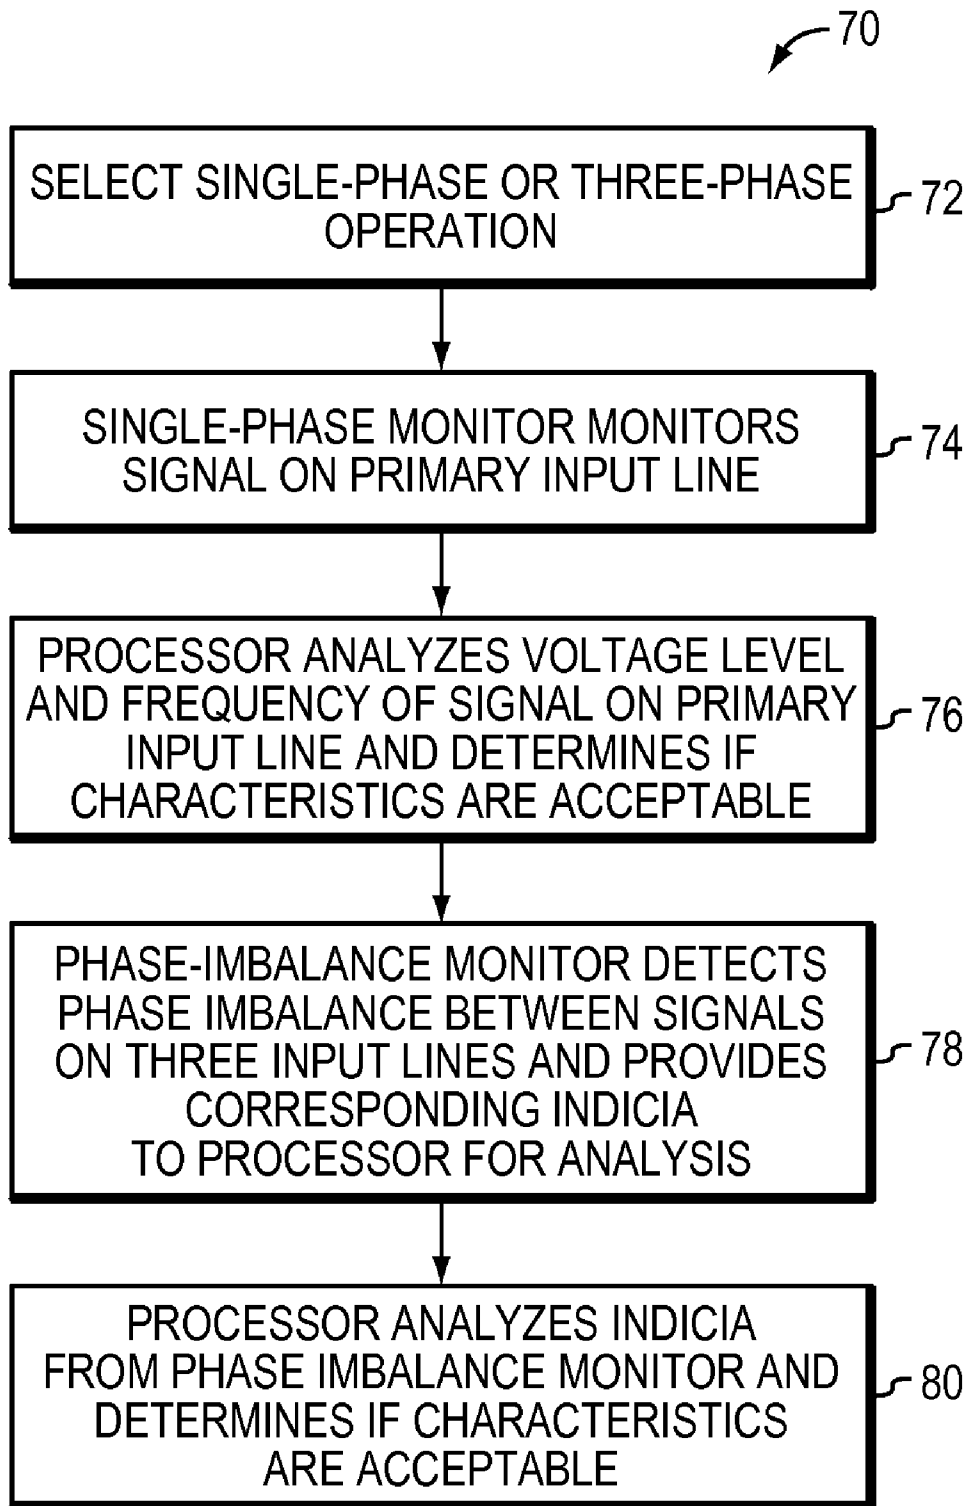 70
SELECT SINGLE-PHASE OR THREE-PHASE
OPERATION
72
SINGLE-PHASE MONITOR MONITORS
SIGNAL ON PRIMARY INPUT LINE
74
PROCESSOR ANALYZES VOLTAGE LEVEL
AND FREQUENCY OF SIGNAL ON PRIMARY
INPUT LINE AND DETERMINES IF
CHARACTERISTICS ARE ACCEPTABLE
76
PHASE-IMBALANCE MONITOR DETECTS
PHASE IMBALANCE BETWEEN SIGNALS
ON THREE INPUT LINES AND PROVIDES
CORRESPONDING INDICIA
TO PROCESSOR FOR ANALYSIS
78
PROCESSOR ANALYZES INDICIA
FROM PHASE IMBALANCE MONITOR AND
DETERMINES IF CHARACTERISTICS
ARE ACCEPTABLE
80